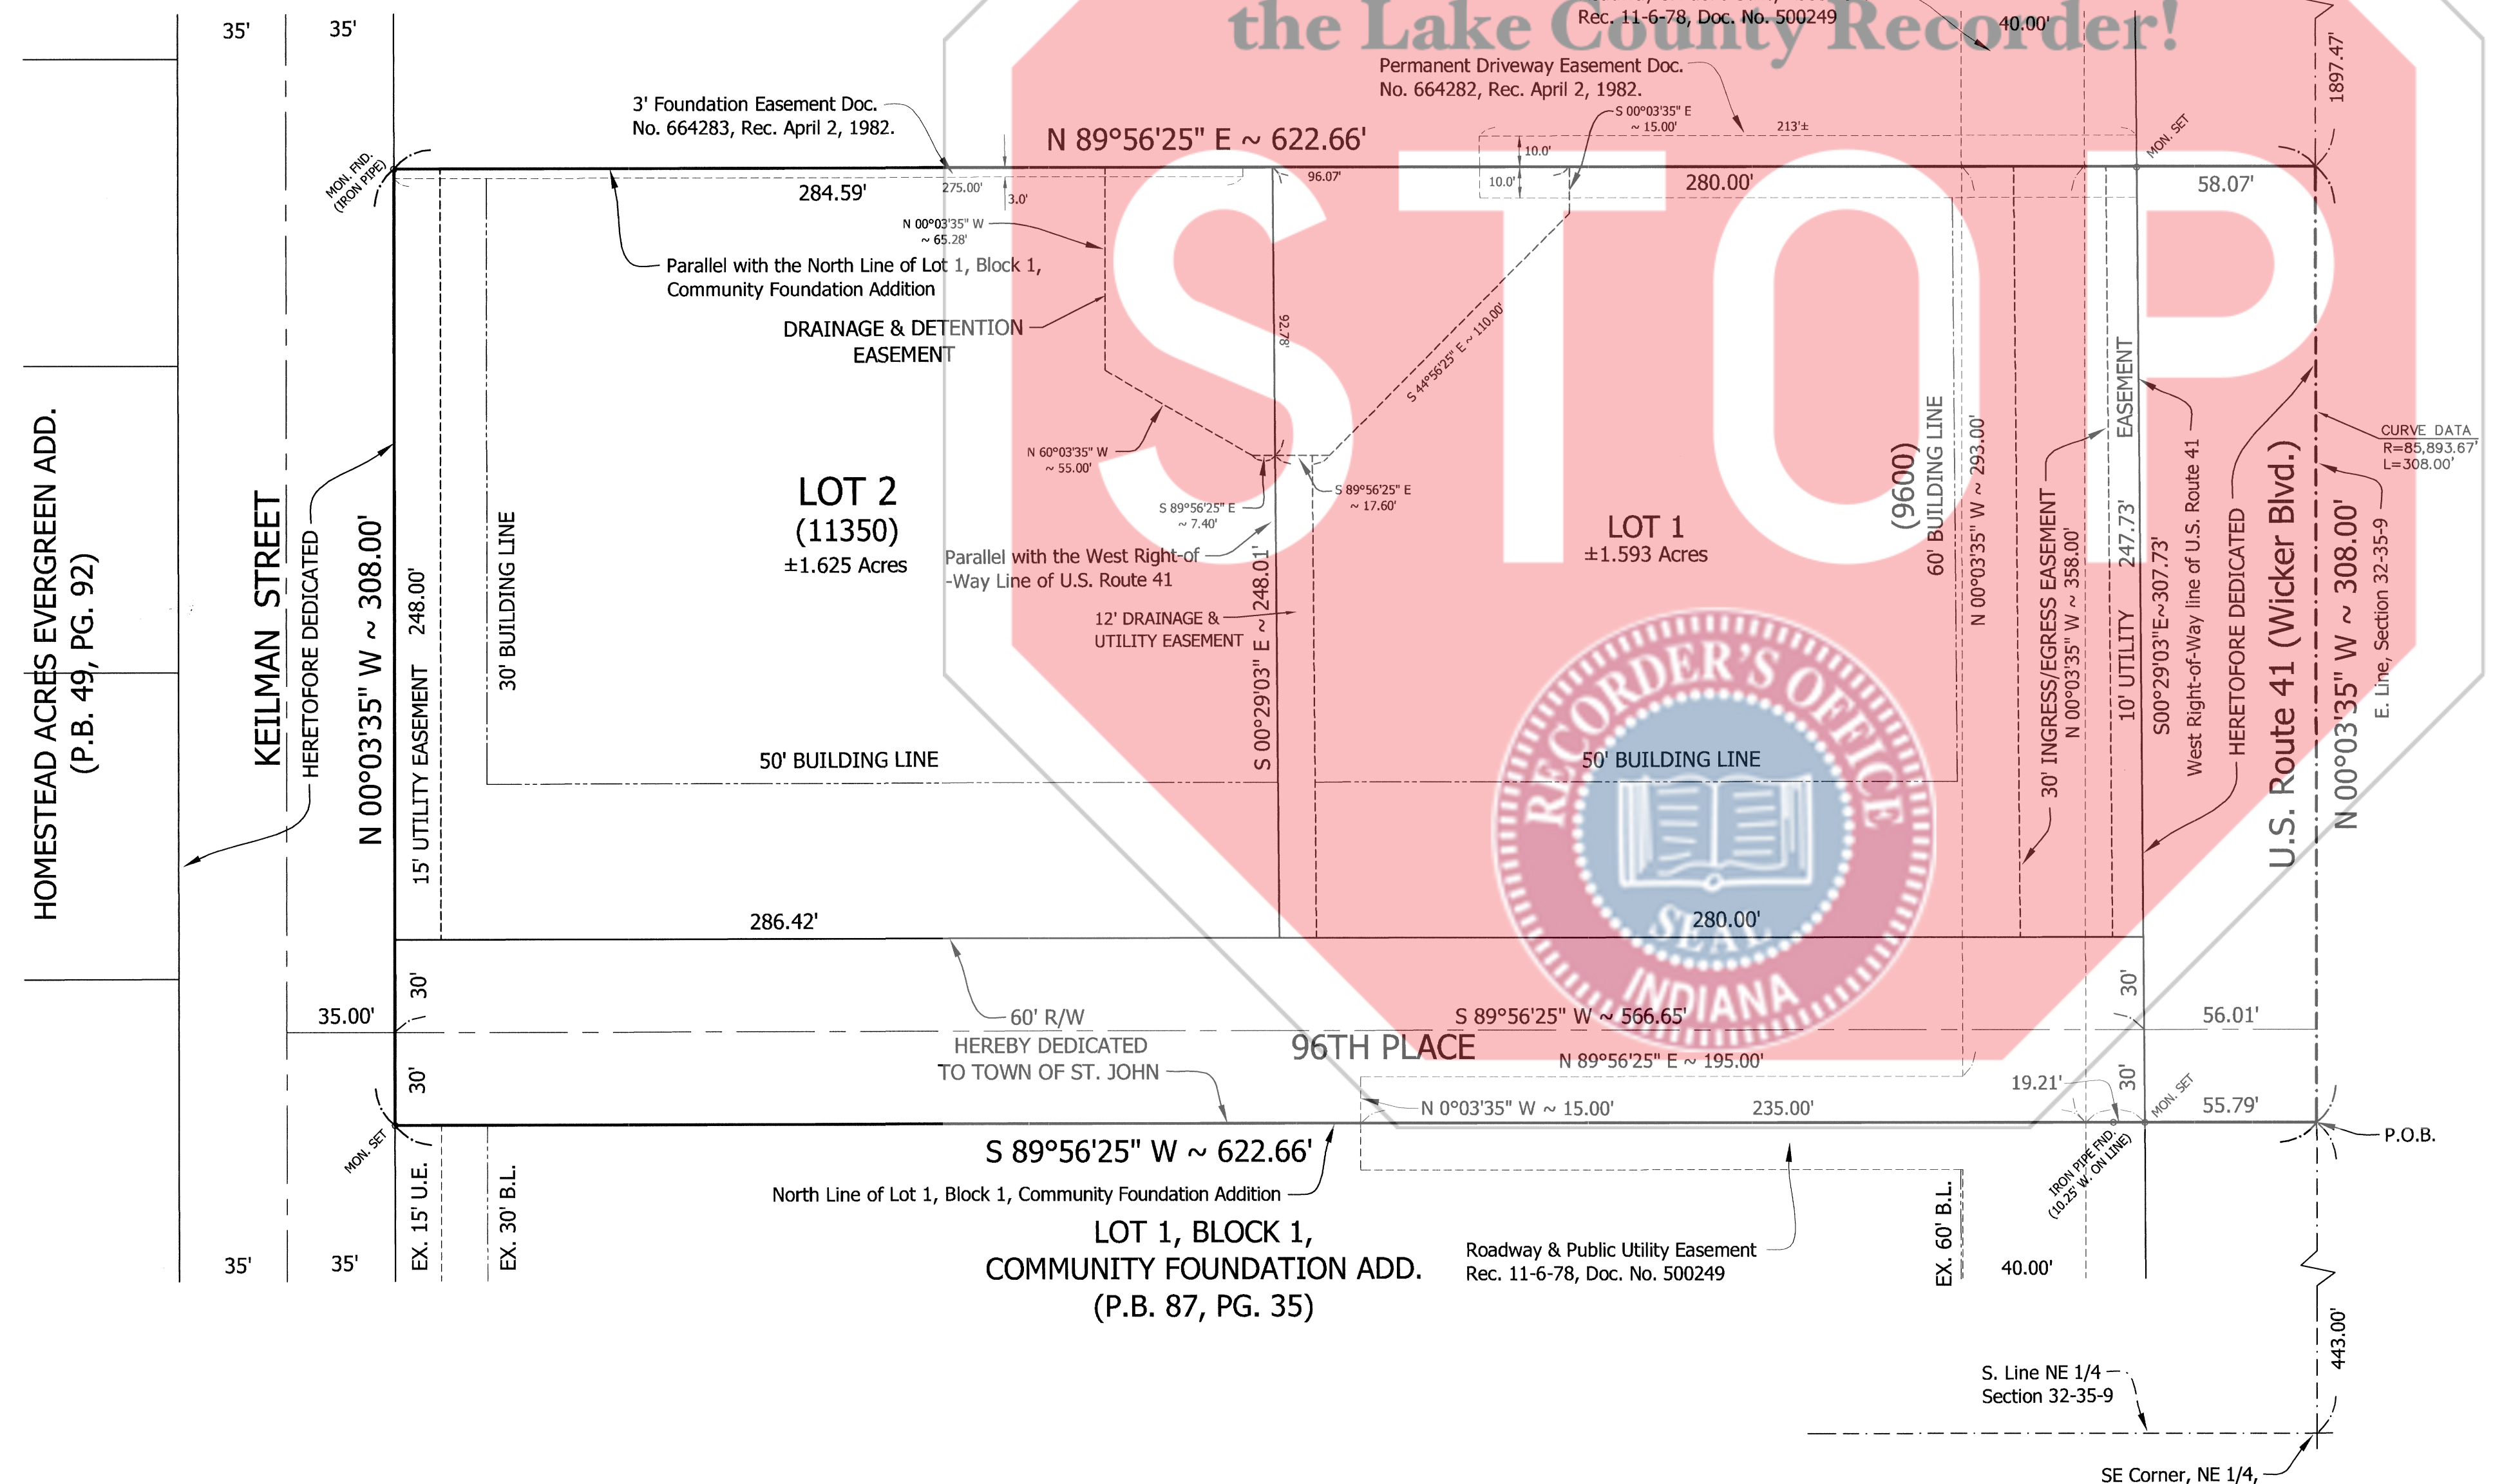 the Lake County Recorder!
Rec. 11-6-78, Doc. No. 500249
40.00'
35'
35'
1897.47'
Permanent Driveway Easement Doc.
No. 664282, Rec. April 2, 1982.
3' Foundation Easement Doc.
No. 664283, Rec. April 2, 1982.
S 00°03'35" E
~ 15.00'
213'±
MON. SET
N 89°56'25" E ~ 622.66'
10.0'
MON. FND.
(IRON PIPE)
284.59'
275.00'
3.0'
96.07'
10.0'
280.00'
58.07'
N 00°03'35" W
~ 65.28'
Parallel with the North Line of Lot 1, Block 1,
Community Foundation Addition
DRAINAGE & DETENTION
EASEMENT
92.78'
S 44°56'25" E ~ 110.00'
STOP
HOMESTEAD ACRES EVERGREEN ADD.
(P.B. 49, PG. 92)
KEILMAN STREET
HERETOFORE DEDICATED
N 00°03'35" W ~ 308.00'
15' UTILITY EASEMENT 248.00'
30' BUILDING LINE
N 60°03'35" W
~ 55.00'
LOT 2
(11350)
±1.625 Acres
S 89°56'25" E
~ 7.40'
S 89°56'25" E
~ 17.60'
Parallel with the West Right-of
-Way Line of U.S. Route 41
12' DRAINAGE &
UTILITY EASEMENT
S 00°29'03" E ~ 248.01'
LOT 1
±1.593 Acres
(9600)
60' BUILDING LINE
N 00°03'35" W ~ 293.00'
30' INGRESS/EGRESS EASEMENT
N 00°03'35" W ~ 358.00'
10' UTILITY 247.73' EASEMENT
S00°29'03"E~307.73'
West Right-of-Way line of U.S. Route 41
HERETOFORE DEDICATED
U.S. Route 41 (Wicker Blvd.)
N 00°03'35" W ~ 308.00'
E. Line, Section 32-35-9
CURVE DATA
R=85,893.67'
L=308.00'
50' BUILDING LINE
50' BUILDING LINE
RECORDER'S OFFICE
SEAL
INDIANA
286.42'
280.00'
30'
30'
35.00'
60' R/W
HEREBY DEDICATED
TO TOWN OF ST. JOHN
S 89°56'25" W ~ 566.65'
56.01'
96TH PLACE
N 89°56'25" E ~ 195.00'
30'
30'
19.21'
MON. SET
N 0°03'35" W ~ 15.00'
235.00'
55.79'
P.O.B.
MON. SET
S 89°56'25" W ~ 622.66'
IRON PIPE FND.
(10.25' W. ON LINE)
North Line of Lot 1, Block 1, Community Foundation Addition
EX. 15' U.E.
EX. 30' B.L.
LOT 1, BLOCK 1,
COMMUNITY FOUNDATION ADD.
(P.B. 87, PG. 35)
Roadway & Public Utility Easement
Rec. 11-6-78, Doc. No. 500249
EX. 60' B.L.
35'
35'
40.00'
443.00'
S. Line NE 1/4
Section 32-35-9
SE Corner, NE 1/4,